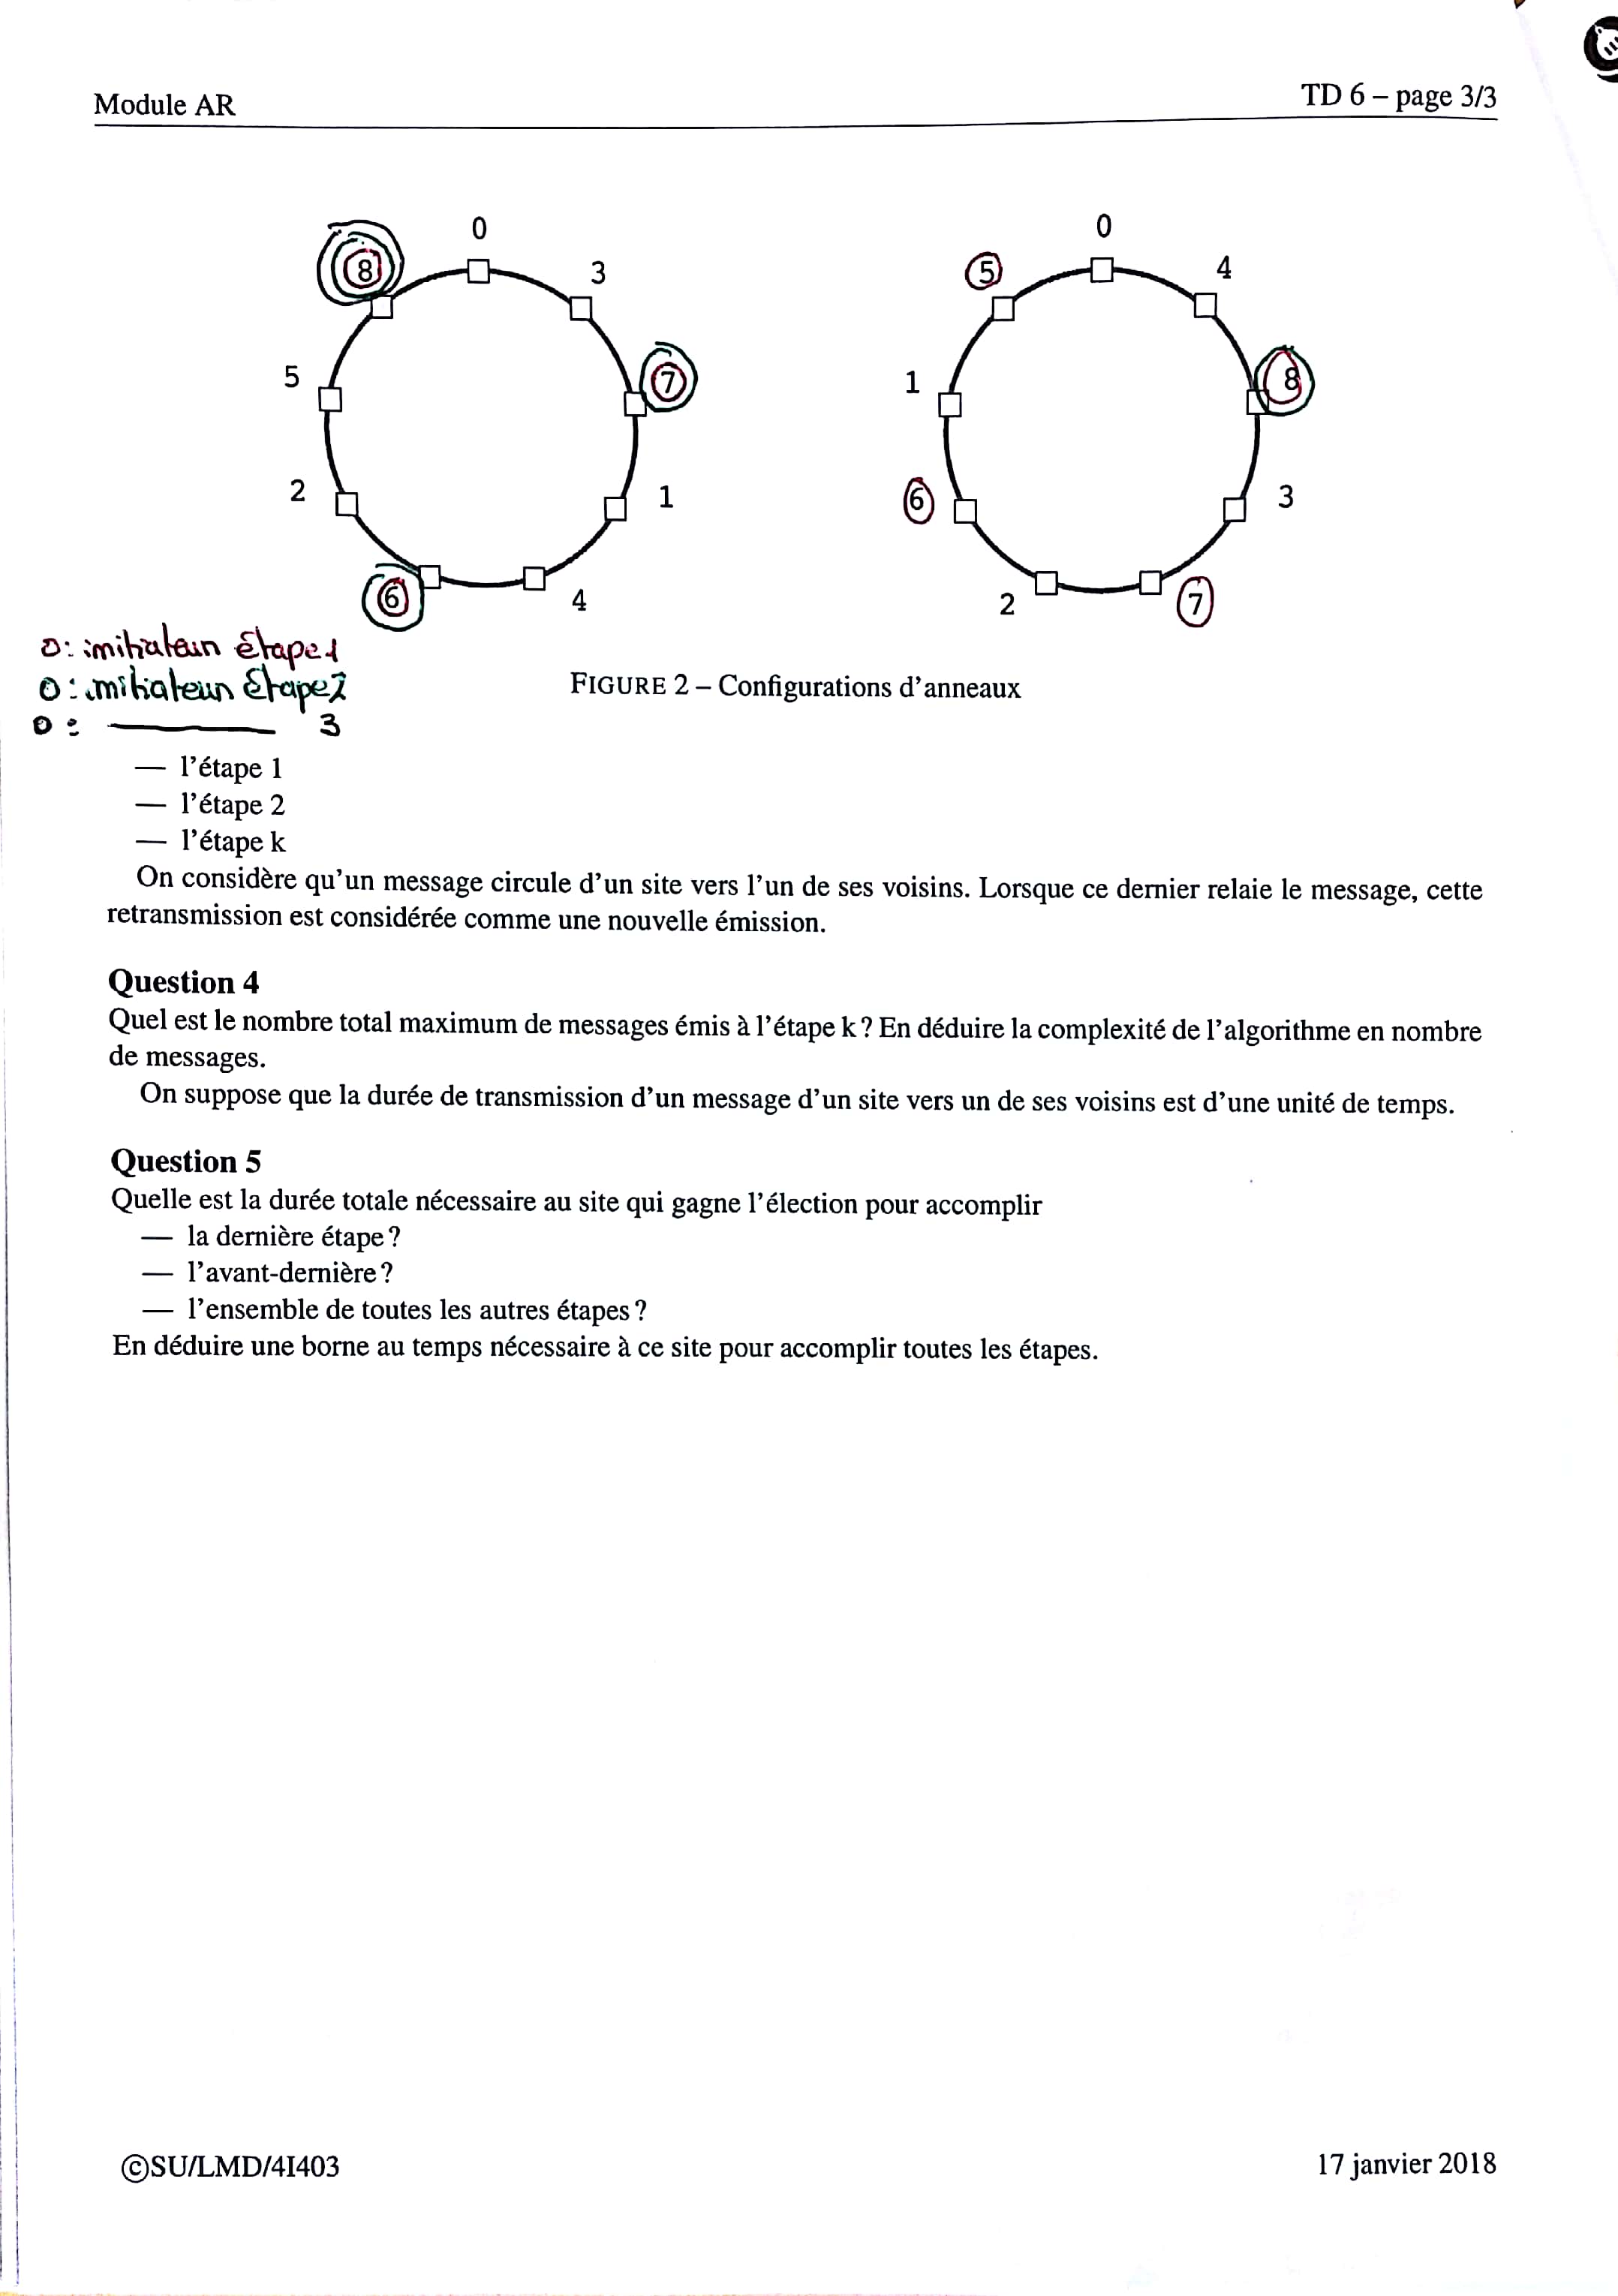 Module AR
TD 6 – page 3/3
0
8
3
5
7
2
1
6
4
0
5
4
1
8
6
3
2
7
O: initiateur Étape 1
O: initiateur Étape 2
O: 3
FIGURE 2 – Configurations d'anneaux
— l'étape 1
— l'étape 2
— l'étape k
On considère qu'un message circule d'un site vers l'un de ses voisins. Lorsque ce dernier relaie le message, cette
retransmission est considérée comme une nouvelle émission.
Question 4
Quel est le nombre total maximum de messages émis à l'étape k ? En déduire la complexité de l'algorithme en nombre
de messages.
On suppose que la durée de transmission d'un message d'un site vers un de ses voisins est d'une unité de temps.
Question 5
Quelle est la durée totale nécessaire au site qui gagne l'élection pour accomplir
— la dernière étape ?
— l'avant-dernière ?
— l'ensemble de toutes les autres étapes ?
En déduire une borne au temps nécessaire à ce site pour accomplir toutes les étapes.
©SU/LMD/4I403
17 janvier 2018